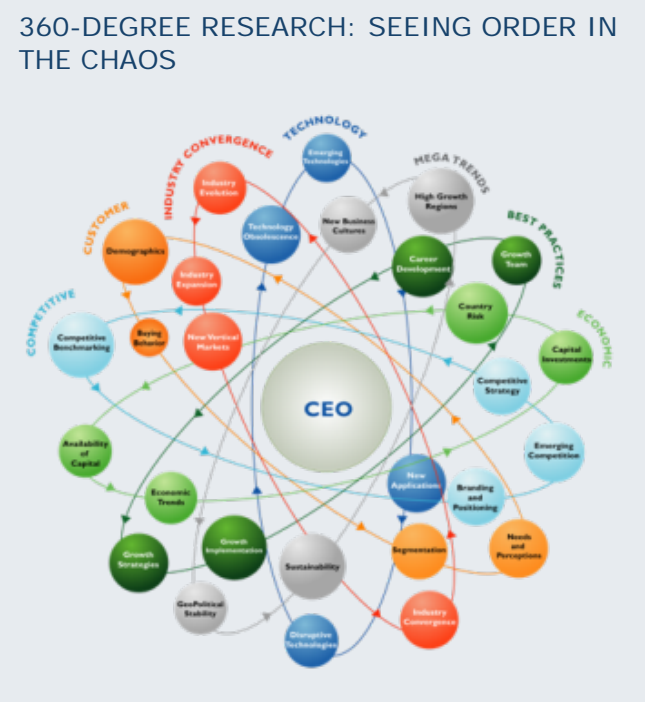 360-DEGREE RESEARCH: SEEING ORDER IN
THE CHAOS
TECHNOLOGY
INDUSTRY CONVERGENCE
MEGA TRENDS
CUSTOMER
BEST PRACTICES
COMPETITIVE
ECONOMIC
Emerging
Technologies
Industry
Evolution
High Growth
Regions
New Business
Cultures
Technology
Obsolescence
Demographics
Career
Development
Growth
Team
Industry
Expansion
Country
Risk
Buying
Behavior
New Vertical
Markets
Competitive
Benchmarking
Capital
Investments
Competitive
Strategy
CEO
Availability
of
Capital
Emerging
Competition
New
Applications
Economic
Trends
Branding
and
Positioning
Growth
Implementation
Segmentation
Needs
and
Perceptions
Growth
Strategies
Sustainability
GeoPolitical
Stability
Industry
Convergence
Disruptive
Technologies